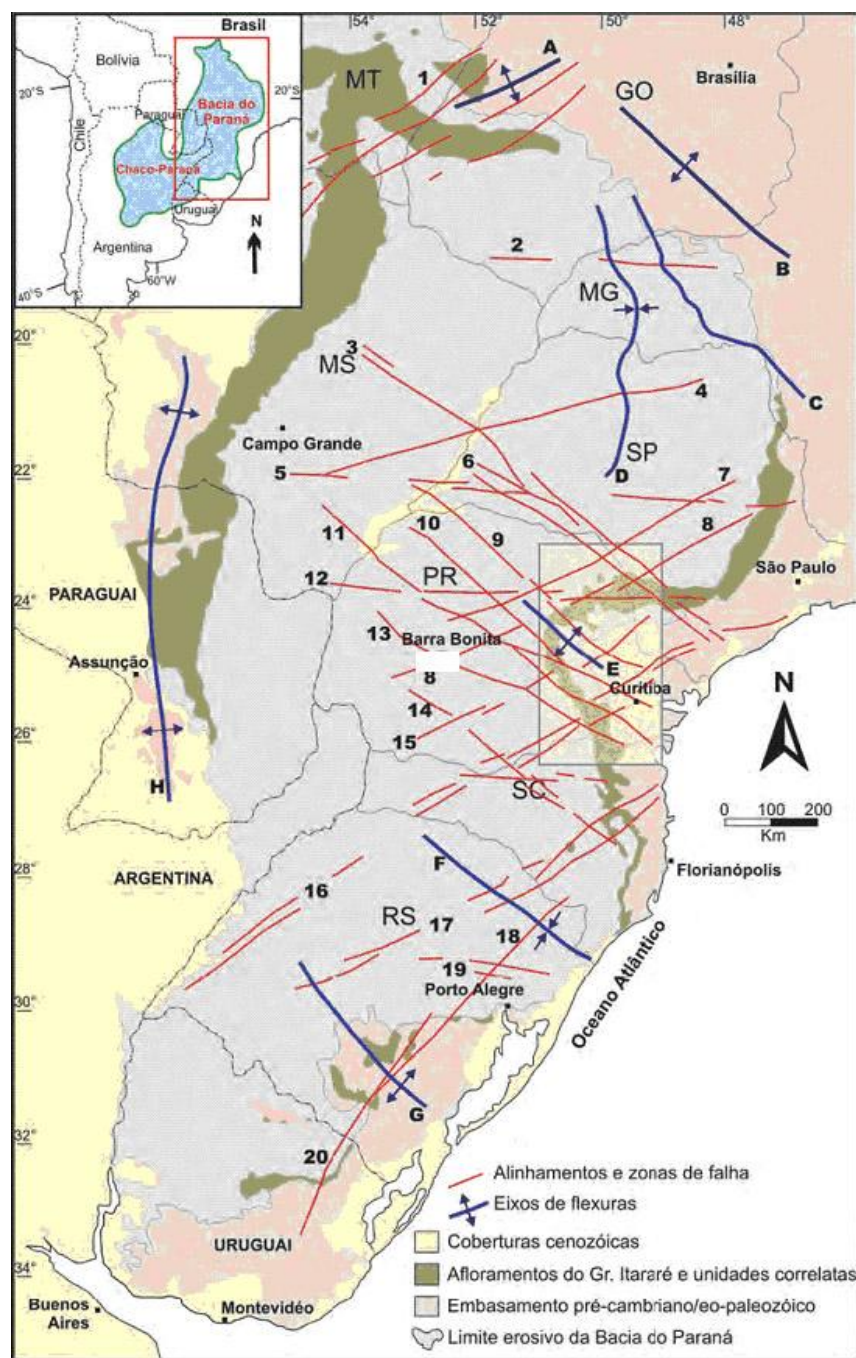 Brasil
Bolívia
20°S
20°S
Paraguai
Bacia do
Paraná
Chile
Chaco-Paraná
Uruguai
Argentina
N
40°S
60°W
54°
52°
50°
48°
MT
1
A
Brasília
GO
2
B
MG
20°
3
MS
4
C
Campo Grande
5
6
D
SP
7
22°
8
9
10
11
12
PR
São Paulo
PARAGUAI
24°
13
Barra Bonita
Assunção
8
E
Curitiba
14
N
26°
15
SC
H
0 100 200
Km
F
28°
ARGENTINA
Florianópolis
16
RS
17
18
19
Porto Alegre
Oceano Atlântico
30°
G
32°
20
URUGUAI
34°
Buenos
Aires
Montevidéo
Alinhamentos e zonas de falha
Eixos de flexuras
Coberturas cenozóicas
Afloramentos do Gr. Itararé e unidades correlatas
Embasamento pré-cambriano/eo-paleozóico
Limite erosivo da Bacia do Paraná